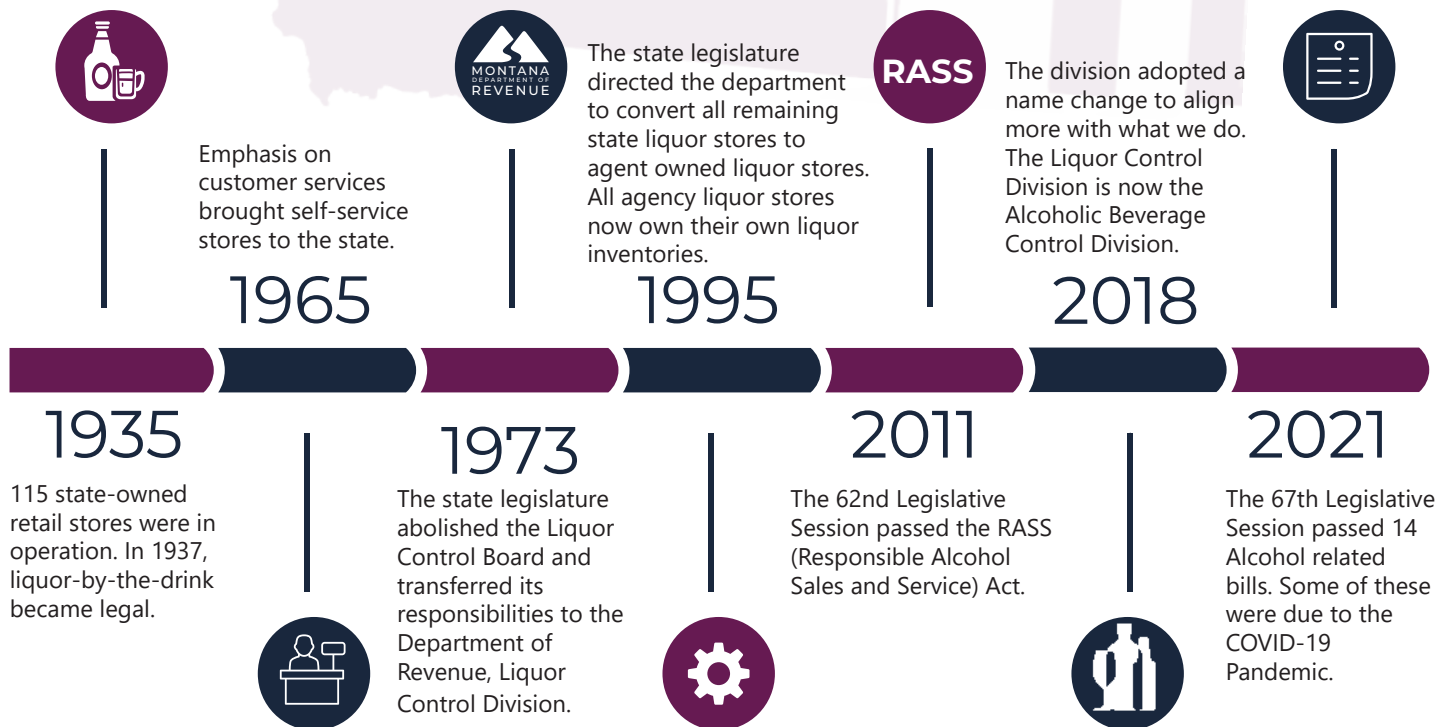 MONTANA
DEPARTMENT OF
REVENUE
RASS
Emphasis on
customer services
brought self-service
stores to the state.
1965
The state legislature
directed the department
to convert all remaining
state liquor stores to
agent owned liquor stores.
All agency liquor stores
now own their own liquor
inventories.
1995
The division adopted a
name change to align
more with what we do.
The Liquor Control
Division is now the
Alcoholic Beverage
Control Division.
2018
1935
115 state-owned
retail stores were in
operation. In 1937,
liquor-by-the-drink
became legal.
1973
The state legislature
abolished the Liquor
Control Board and
transferred its
responsibilities to the
Department of
Revenue, Liquor
Control Division.
2011
The 62nd Legislative
Session passed the RASS
(Responsible Alcohol
Sales and Service) Act.
2021
The 67th Legislative
Session passed 14
Alcohol related
bills. Some of these
were due to the
COVID-19
Pandemic.